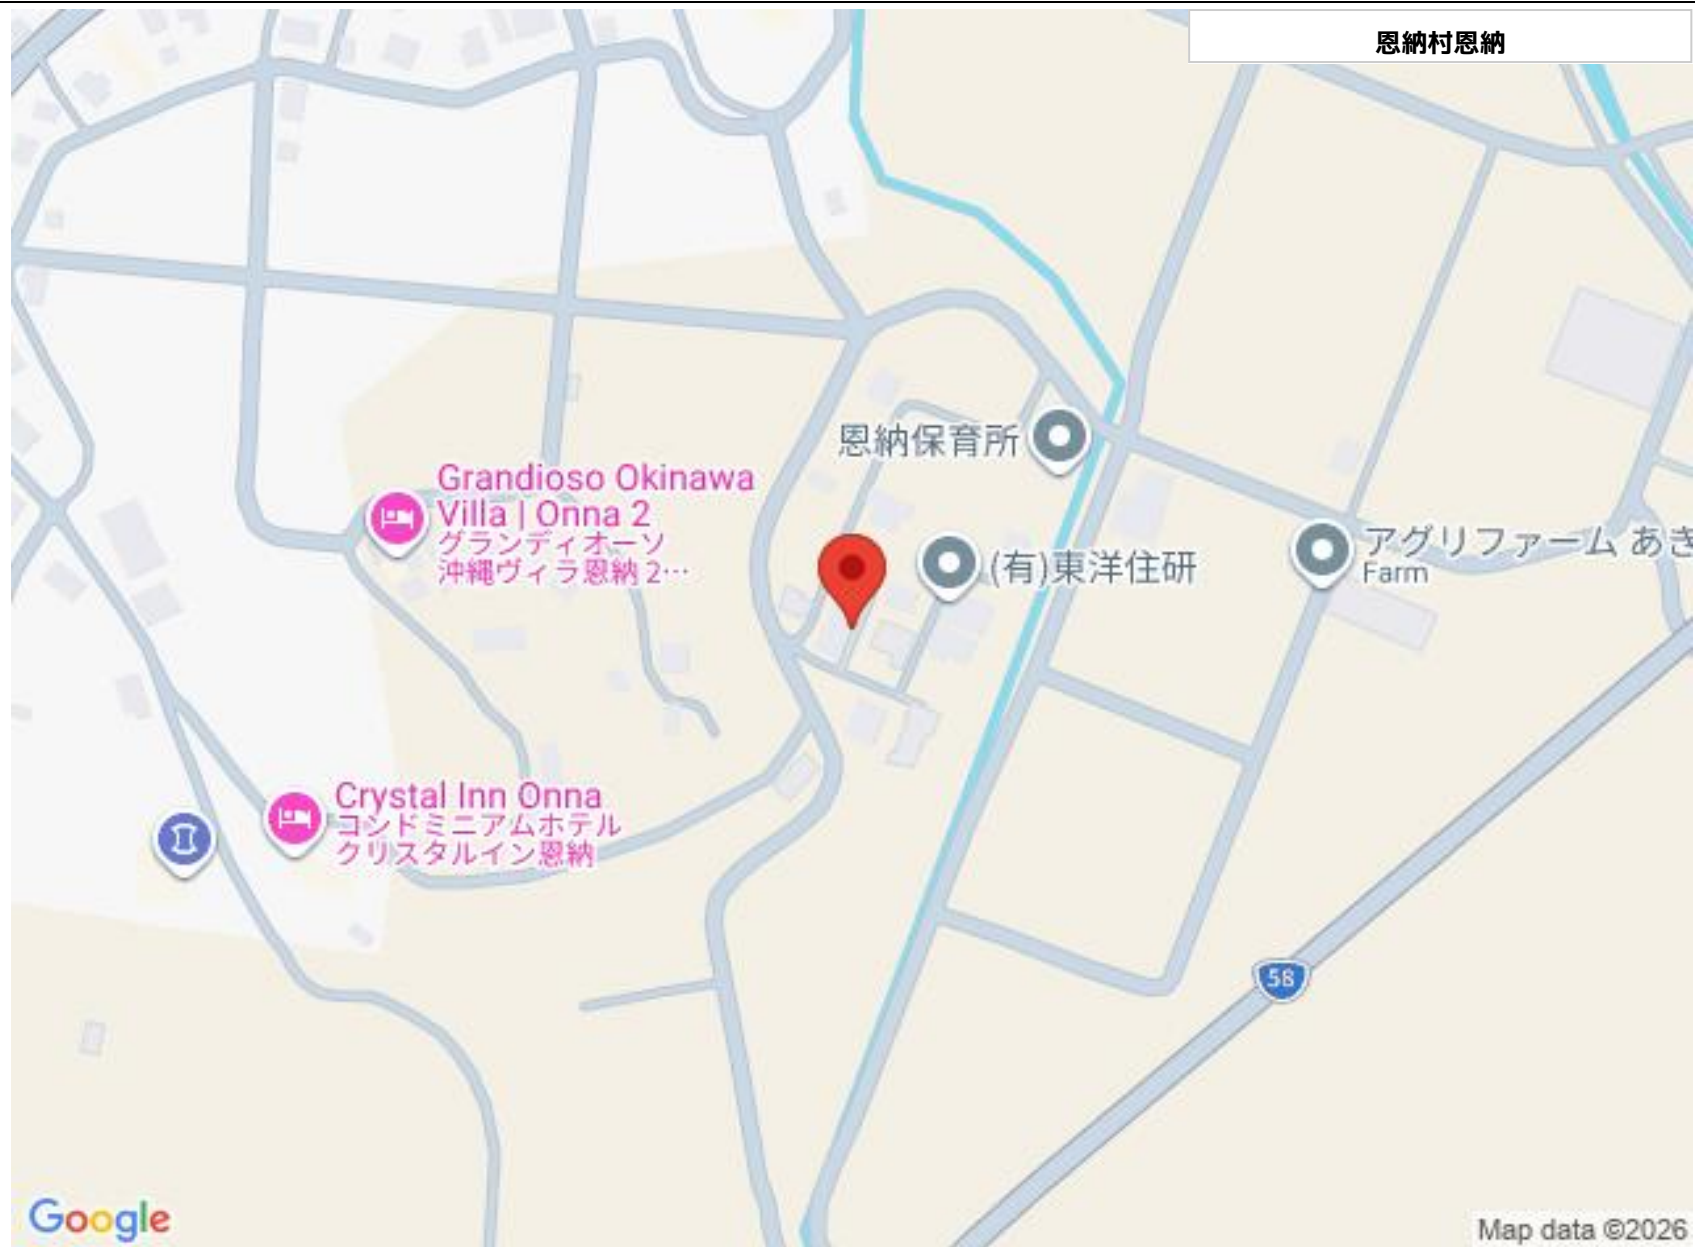 恩納村恩納
恩納保育所
Grandioso Okinawa
Villa | Onna 2
グランディオーソ
沖縄ヴィラ恩納 2…
(有)東洋住研
アグリファーム あき
Farm
Crystal Inn Onna
コンドミニアムホテル
クリスタルイン恩納
58
Google
Map data ©2026